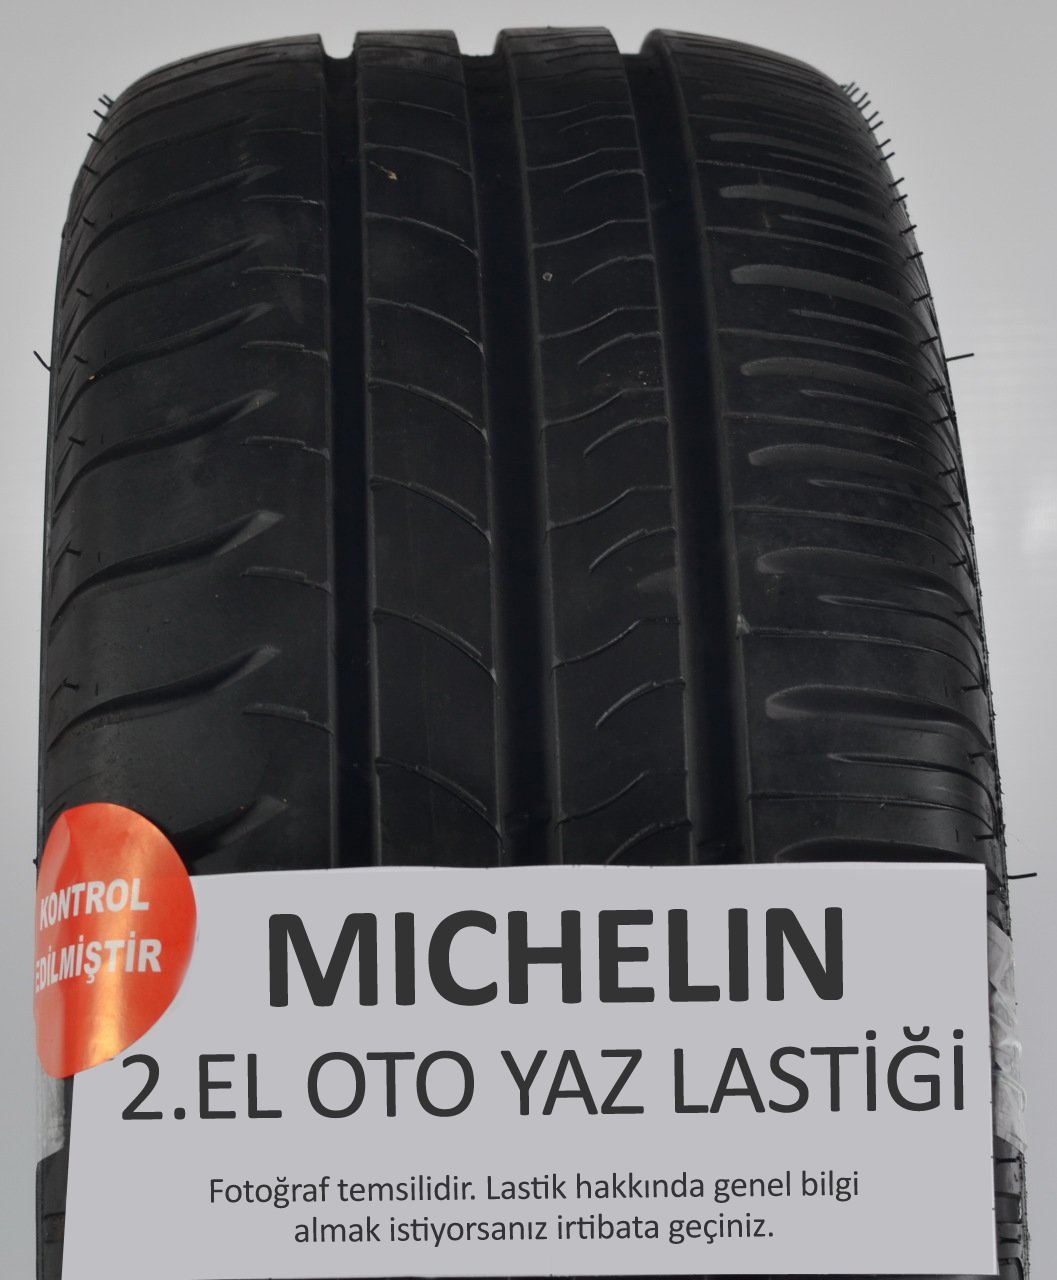 KONTROL
EDİLMİŞTİR
MICHELIN
2.EL OTO YAZ LASTİĞİ
Fotoğraf temsilidir. Lastik hakkında genel bilgi
almak istiyorsanız irtibata geçiniz.